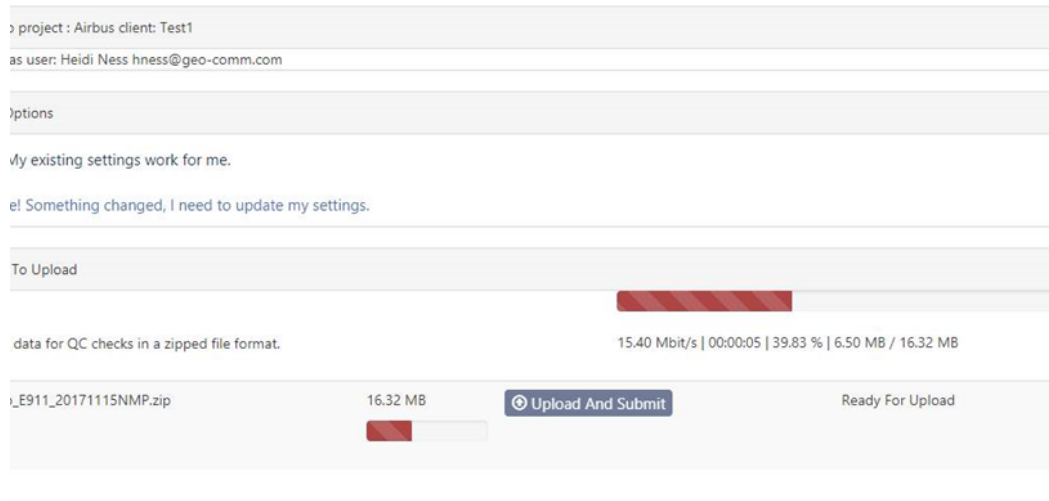 project : Airbus client: Test1
as user: Heidi Ness hness@geo-comm.com
Options
My existing settings work for me.
e! Something changed, I need to update my settings.
To Upload
data for QC checks in a zipped file format.
15.40 Mbit/s | 00:00:05 | 39.83 % | 6.50 MB / 16.32 MB
_E911_20171115NMP.zip 16.32 MB Upload And Submit Ready For Upload